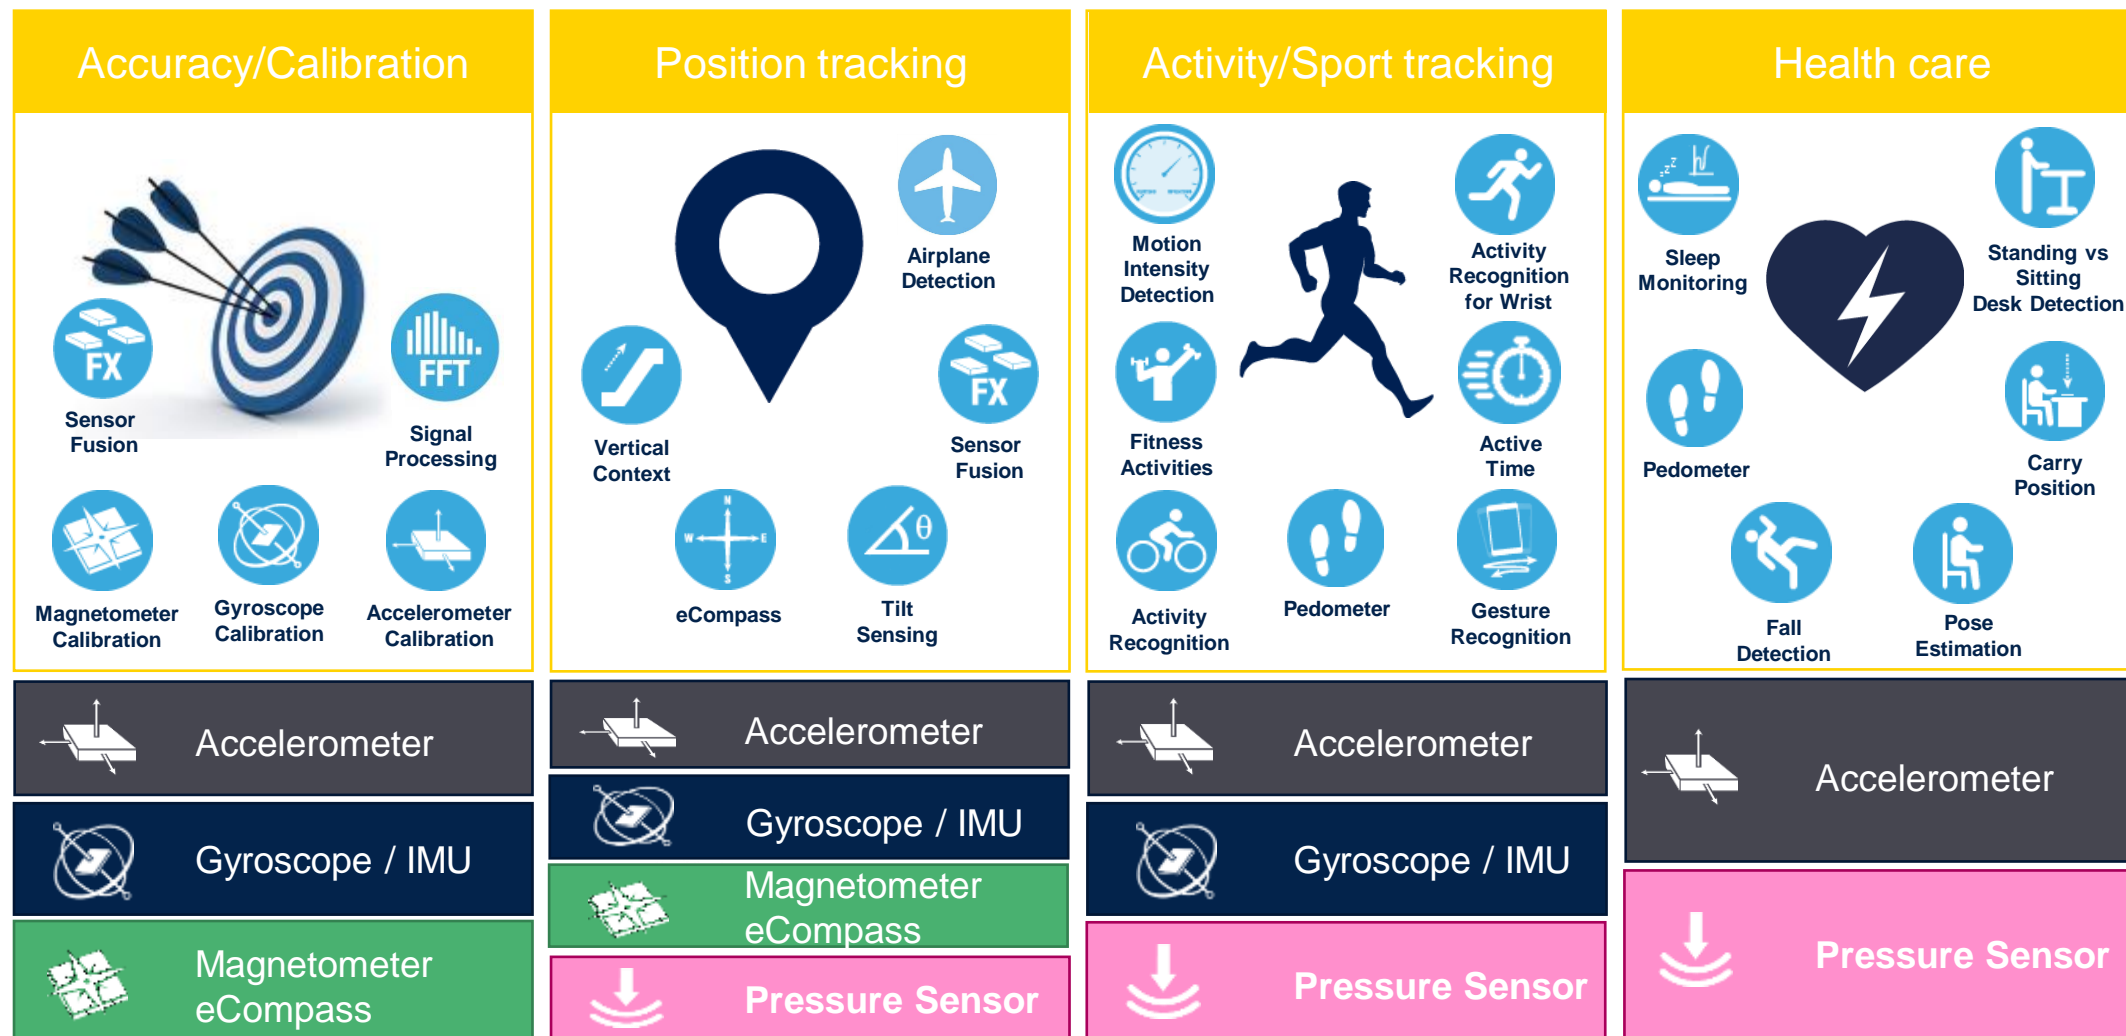 Accuracy/Calibration
FX
Sensor
Fusion
FFT
Signal
Processing
Magnetometer
Calibration
Gyroscope
Calibration
Accelerometer
Calibration
Accelerometer
Gyroscope / IMU
Magnetometer
eCompass
Position tracking
Airplane
Detection
Vertical
Context
FX
Sensor
Fusion
N
W
E
S
eCompass
θ
Tilt
Sensing
Accelerometer
Gyroscope / IMU
Magnetometer
eCompass
Pressure Sensor
Activity/Sport tracking
Motion
Intensity
Detection
Activity
Recognition
for Wrist
Fitness
Activities
Active
Time
Activity
Recognition
Pedometer
Gesture
Recognition
Accelerometer
Gyroscope / IMU
Pressure Sensor
Health care
zzZ
Sleep
Monitoring
Standing vs
Sitting
Desk Detection
Pedometer
Carry
Position
Fall
Detection
Pose
Estimation
Accelerometer
Pressure Sensor